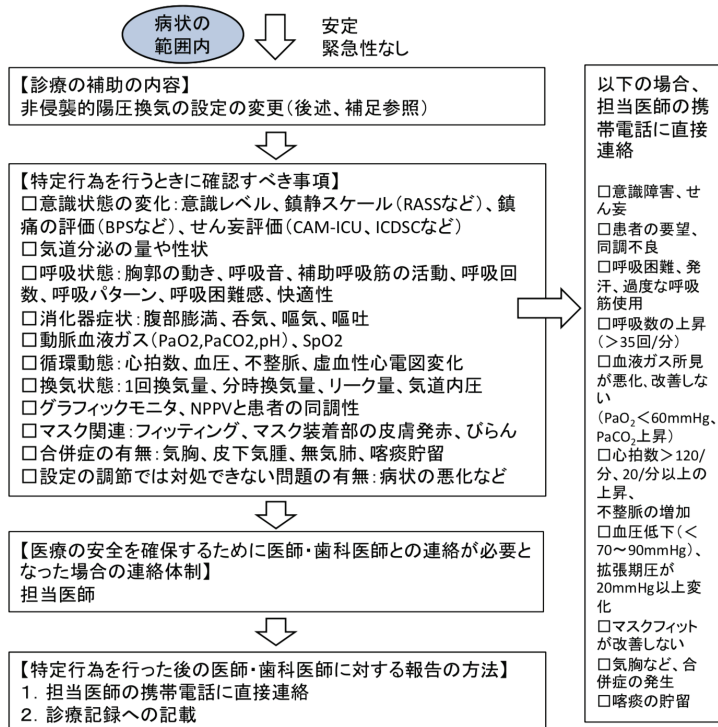 病状の
範囲内
安定
緊急性なし
【診療の補助の内容】
非侵襲的陽圧換気の設定の変更(後述、補足参照)
【特定行為を行うときに確認すべき事項】
□意識状態の変化:意識レベル、鎮静スケール(RASSなど)、鎮
痛の評価(BPSなど)、せん妄評価(CAM-ICU、ICDSCなど)
□気道分泌の量や性状
□呼吸状態:胸郭の動き、呼吸音、補助呼吸筋の活動、呼吸回
数、呼吸パターン、呼吸困難感、快適性
□消化器症状:腹部膨満、呑気、嘔気、嘔吐
□動脈血液ガス(PaO2,PaCO2,pH)、SpO2
□循環動態:心拍数、血圧、不整脈、虚血性心電図変化
□換気状態:1回換気量、分時換気量、リーク量、気道内圧
□グラフィックモニタ、NPPVと患者の同調性
□マスク関連:フィッティング、マスク装着部の皮膚発赤、びらん
□合併症の有無:気胸、皮下気腫、無気肺、喀痰貯留
□設定の調節では対処できない問題の有無:病状の悪化など
【医療の安全を確保するために医師・歯科医師との連絡が必要と
なった場合の連絡体制】
担当医師
【特定行為を行った後の医師・歯科医師に対する報告の方法】
1. 担当医師の携帯電話に直接連絡
2. 診療記録への記載
以下の場合、
担当医師の携
帯電話に直接
連絡
□意識障害、せ
ん妄
□患者の要望、
同調不良
□呼吸困難、発
汗、過度な呼吸
筋使用
□呼吸数の上昇
(>35回/分)
□血液ガス所見
が悪化、改善しな
い
(PaO₂<60mmHg、
PaCO₂上昇)
□心拍数>120/
分、20/分以上の
上昇、
不整脈の増加
□血圧低下(<
70~90mmHg)、
拡張期圧が
20mmHg以上変
化
□マスクフィット
が改善しない
□気胸など、合
併症の発生
□喀痰の貯留